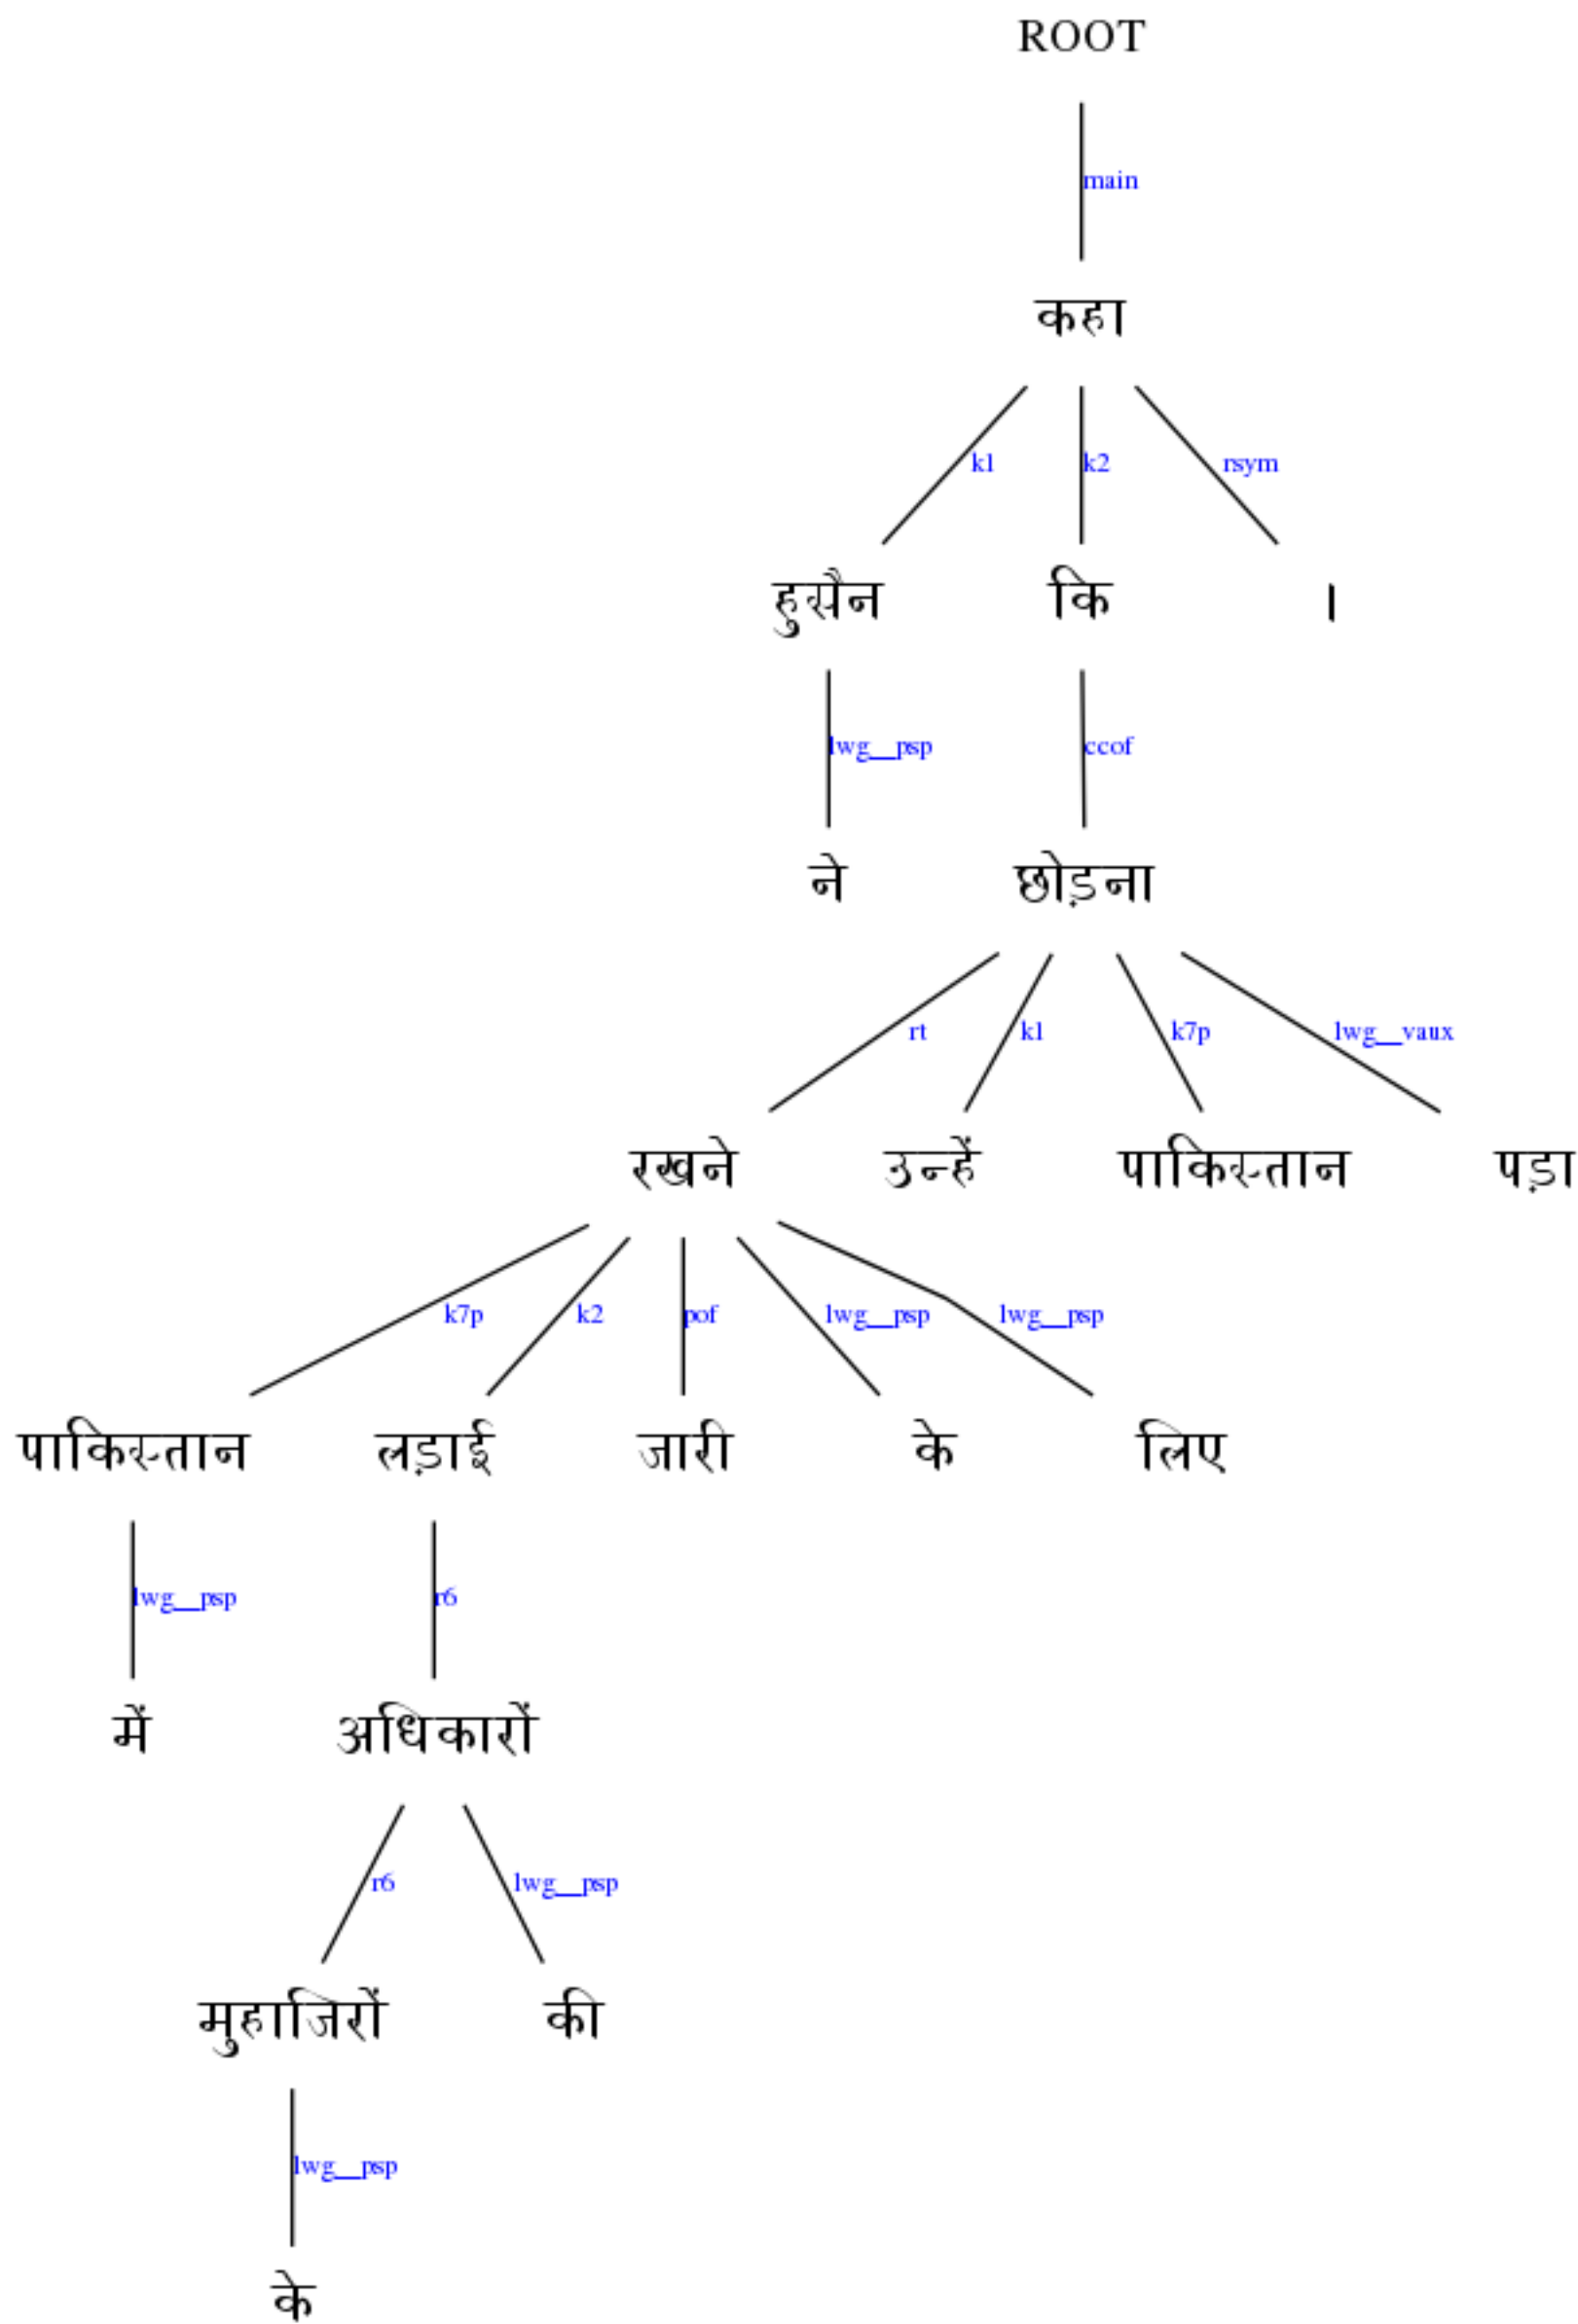 ROOT
main
कहा
k1 k2 rsym
हुसैन कि ।
lwg__psp ccof
ने छोड़ना
rt k1 k7p lwg__vaux
रखने उन्हें पाकिस्तान पड़ा
k7p k2 pof lwg__psp lwg__psp
पाकिस्तान लड़ाई जारी के लिए
lwg__psp r6
में अधिकारों
r6 lwg__psp
मुहाजिरों की
lwg__psp
के